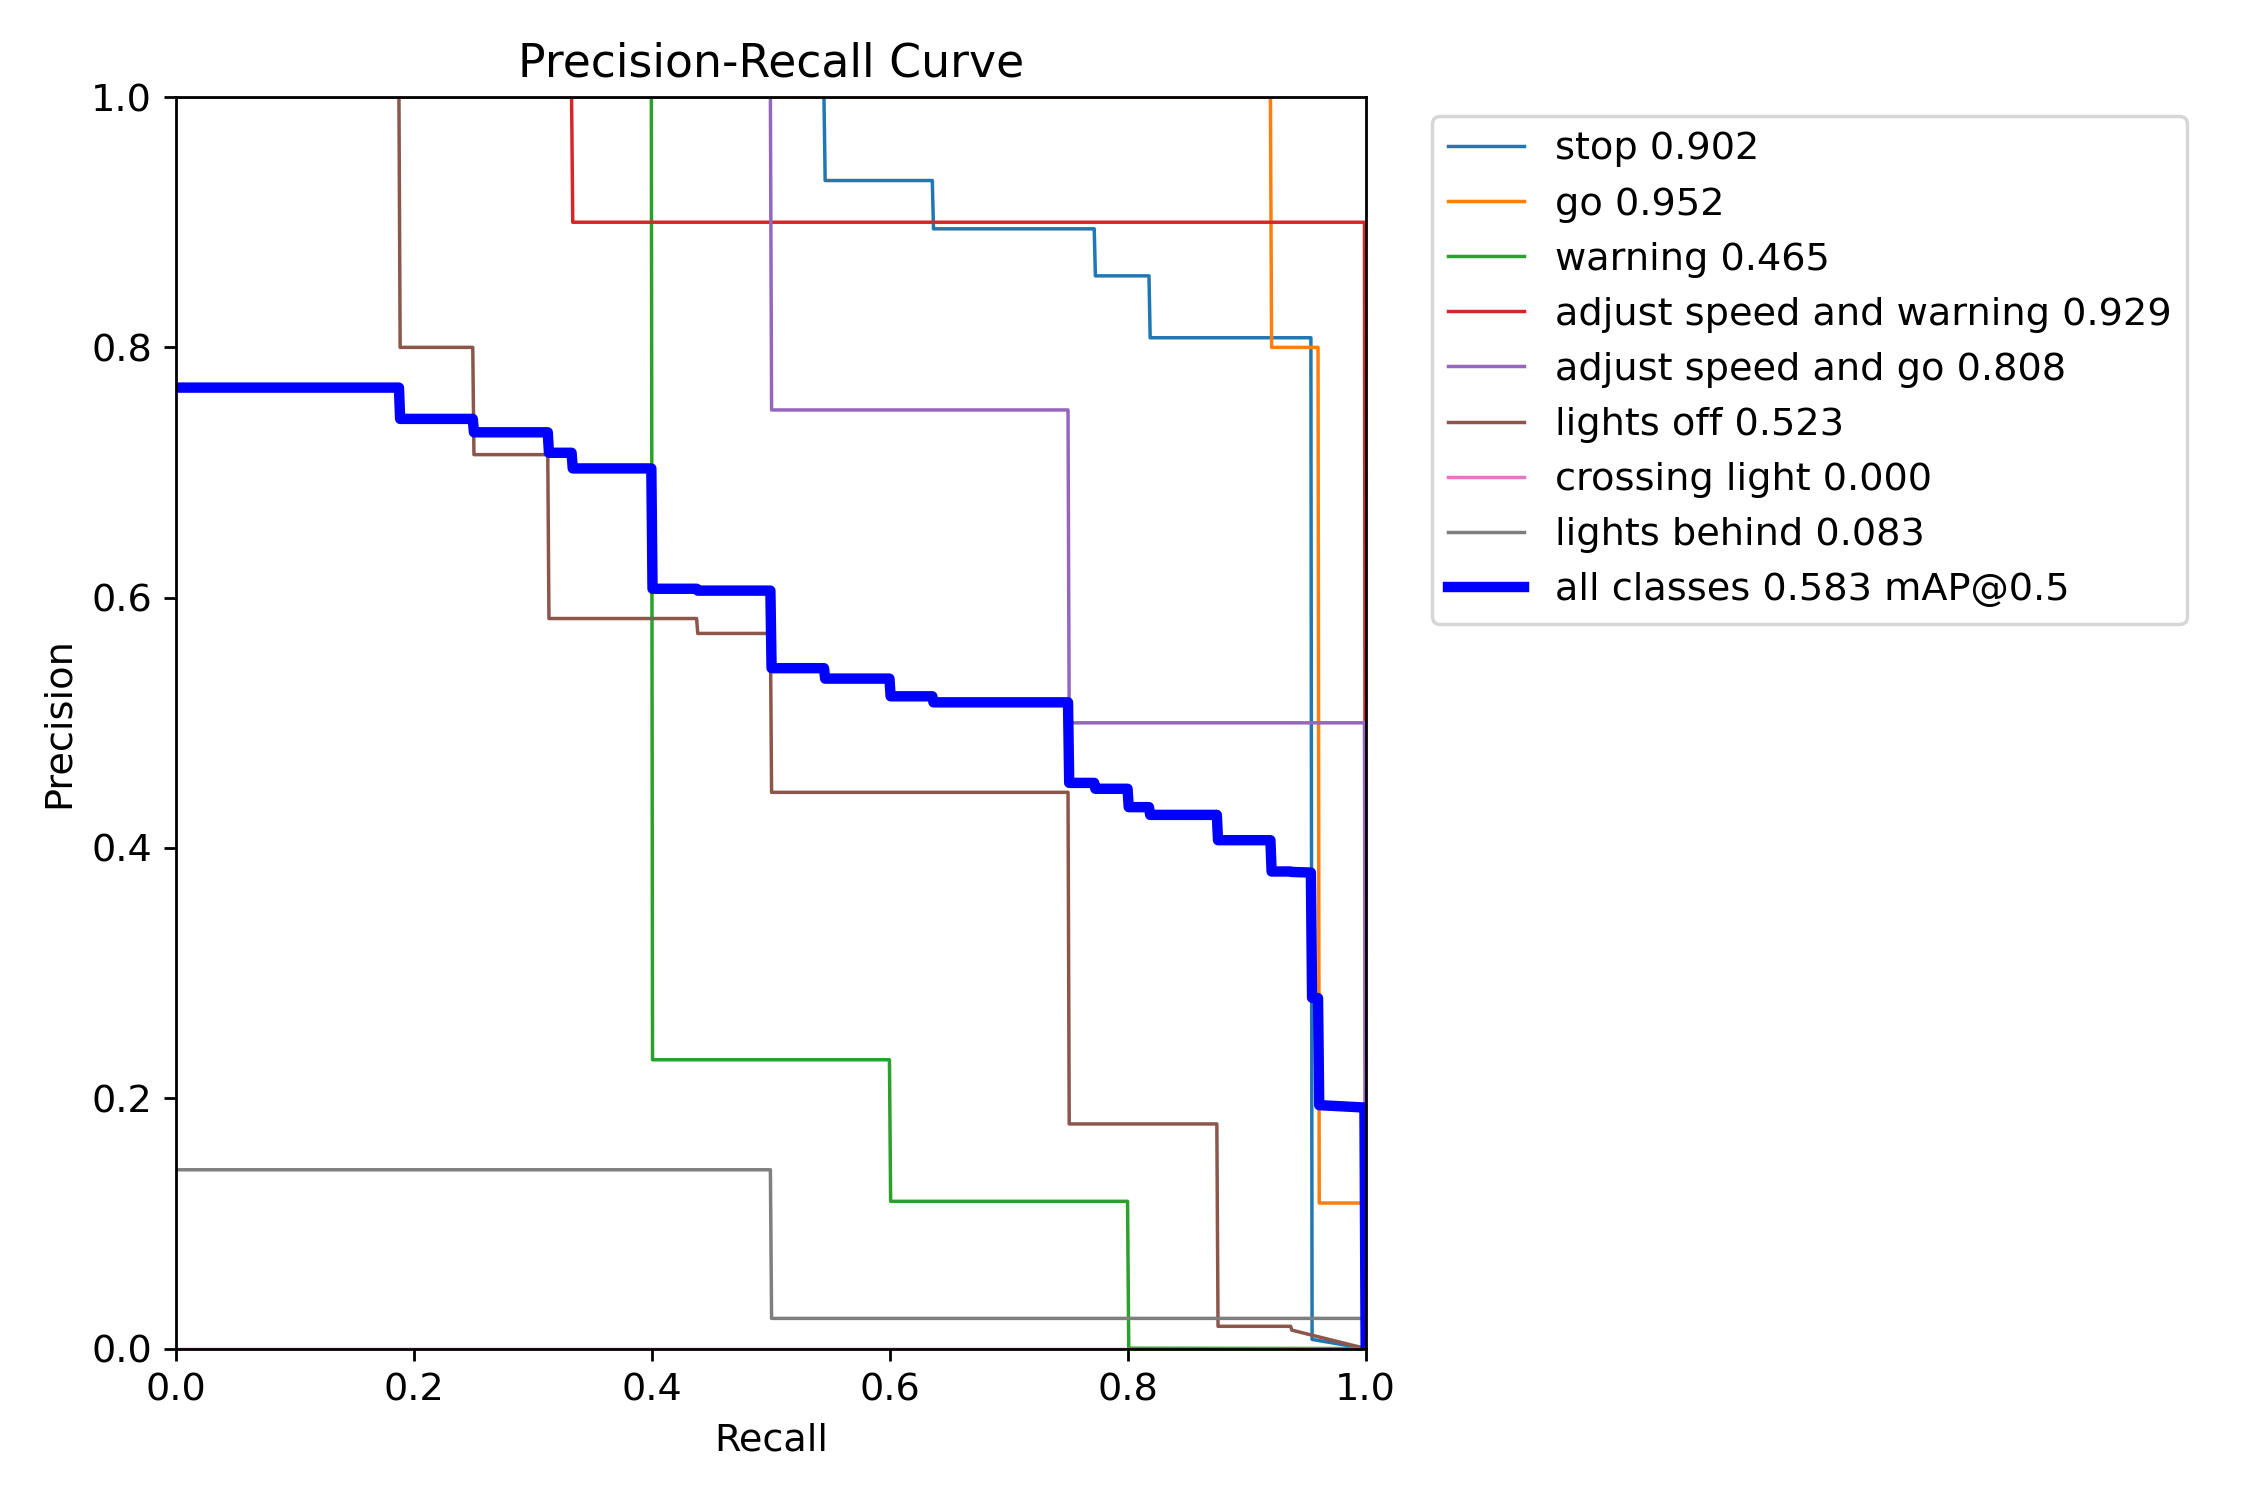 Precision-Recall Curve
1.0
0.8
0.6
0.4
0.2
0.0
Precision
0.0 0.2 0.4 0.6 0.8 1.0
Recall
stop 0.902
go 0.952
warning 0.465
adjust speed and warning 0.929
adjust speed and go 0.808
lights off 0.523
crossing light 0.000
lights behind 0.083
all classes 0.583 mAP@0.5